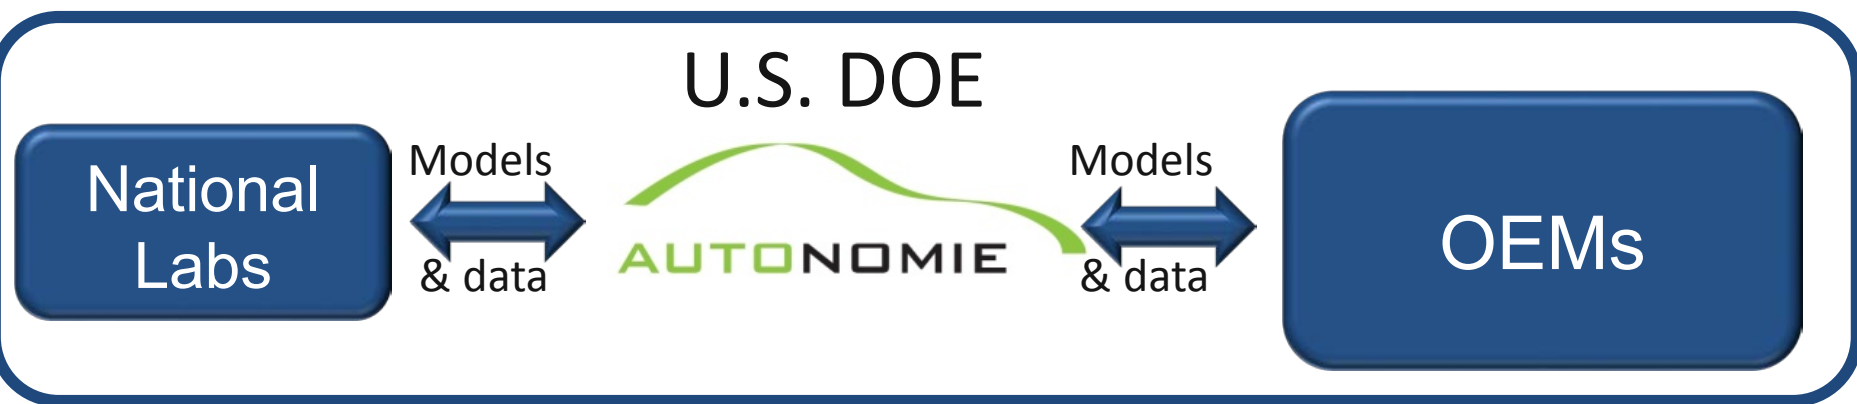 U.S. DOE
National
Labs
Models
& data
AUTONOMIE
Models
& data
OEMs